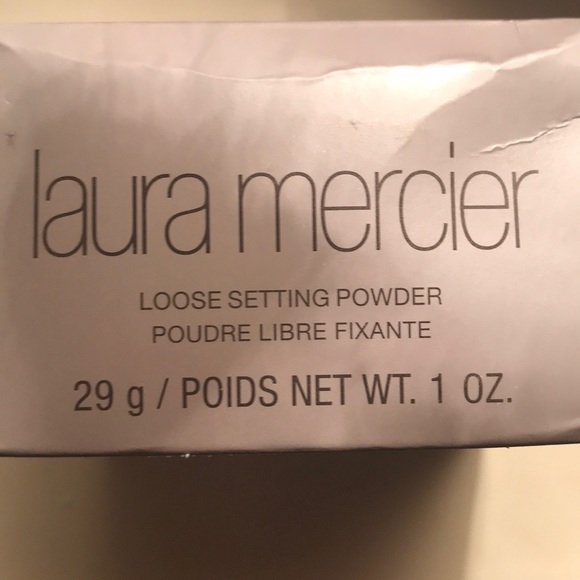 laura mercier
LOOSE SETTING POWDER
POUDRE LIBRE FIXANTE
29 g / POIDS NET WT. 1 OZ.